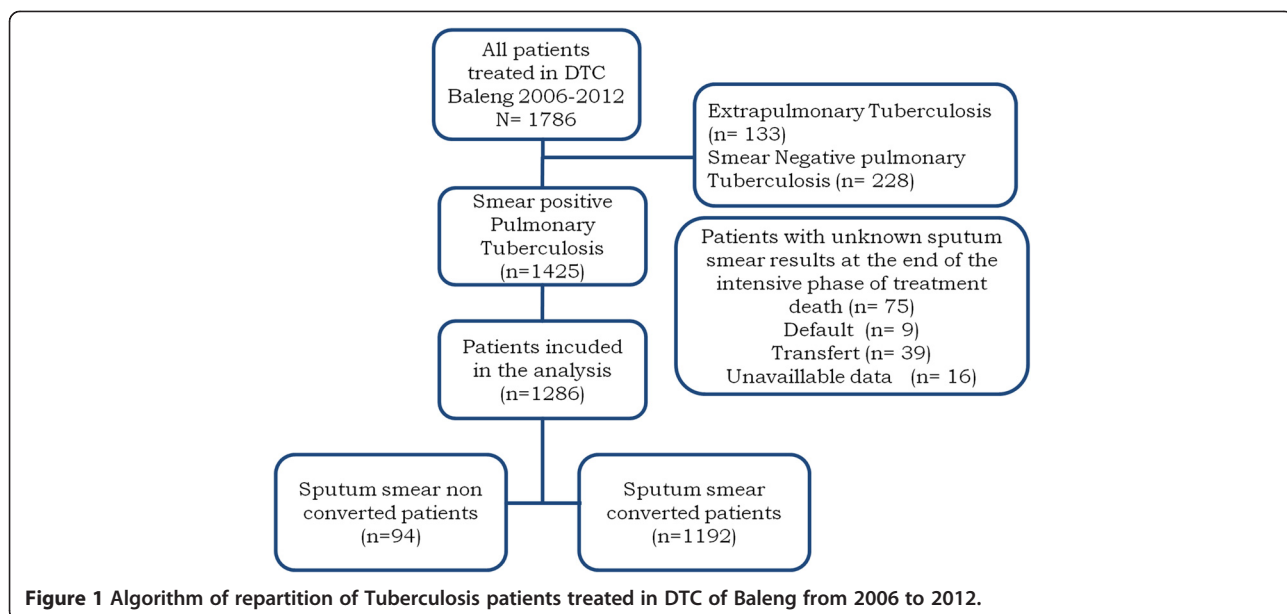 All patients
treated in DTC
Baleng 2006-2012
N= 1786
Extrapulmonary Tuberculosis
(n= 133)
Smear Negative pulmonary
Tuberculosis (n= 228)
Smear positive
Pulmonary
Tuberculosis
(n=1425)
Patients with unknown sputum
smear results at the end of the
intensive phase of treatment
death (n= 75)
Default (n= 9)
Transfert (n= 39)
Unavaillable data (n= 16)
Patients incuded
in the analysis
(n=1286)
Sputum smear non
converted patients
(n=94)
Sputum smear
converted patients
(n=1192)
Figure 1 Algorithm of repartition of Tuberculosis patients treated in DTC of Baleng from 2006 to 2012.